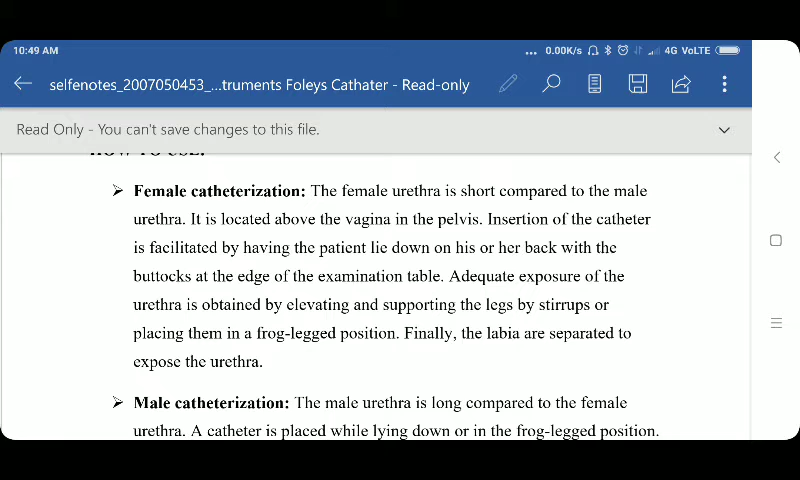 10:49 AM
... 0.00K/s 4G VoLTE
selfenotes_2007050453_...truments Foleys Cathater - Read-only
Read Only - You can't save changes to this file.
HOW TO USE:
➢ Female catheterization: The female urethra is short compared to the male
urethra. It is located above the vagina in the pelvis. Insertion of the catheter
is facilitated by having the patient lie down on his or her back with the
buttocks at the edge of the examination table. Adequate exposure of the
urethra is obtained by elevating and supporting the legs by stirrups or
placing them in a frog-legged position. Finally, the labia are separated to
expose the urethra.
➢ Male catheterization: The male urethra is long compared to the female
urethra. A catheter is placed while lying down or in the frog-legged position.